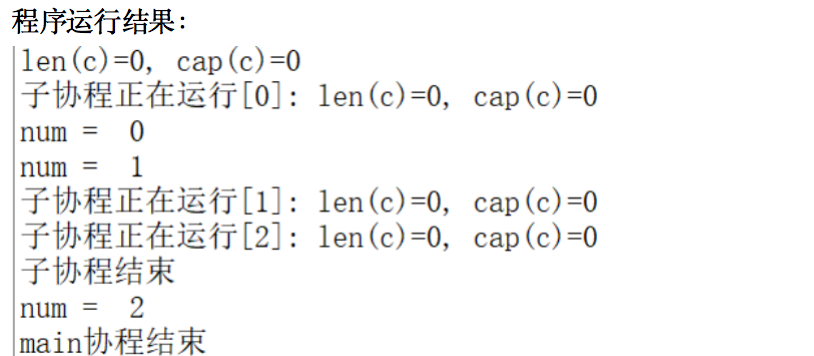 程序运行结果:
len(c)=0, cap(c)=0
子协程正在运行[0]: len(c)=0, cap(c)=0
num =  0
num =  1
子协程正在运行[1]: len(c)=0, cap(c)=0
子协程正在运行[2]: len(c)=0, cap(c)=0
子协程结束
num =  2
main协程结束